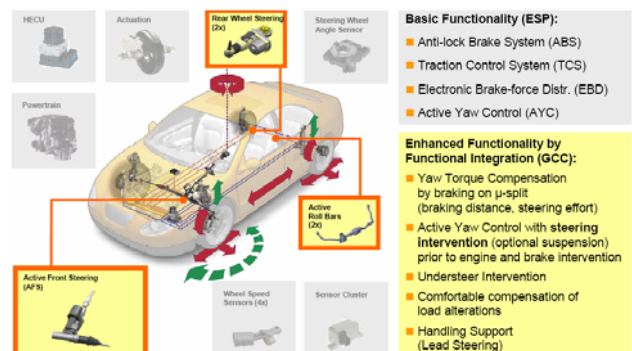 HECU
Actuation
Rear Wheel Steering
(2x)
Steering Wheel
Angle Sensor
Powertrain
Active
Roll Bars
(2x)
Active Front Steering
(AFS)
Wheel Speed
Sensors (4x)
Sensor Cluster
Basic Functionality (ESP):
Anti-lock Brake System (ABS)
Traction Control System (TCS)
Electronic Brake-force Distr. (EBD)
Active Yaw Control (AYC)
Enhanced Functionality by
Functional Integration (GCC):
Yaw Torque Compensation
by braking on µ-split
(braking distance, steering effort)
Active Yaw Control with steering
intervention (optional suspension)
prior to engine and brake intervention
Understeer Intervention
Comfortable compensation of
load alterations
Handling Support
(Lead Steering)